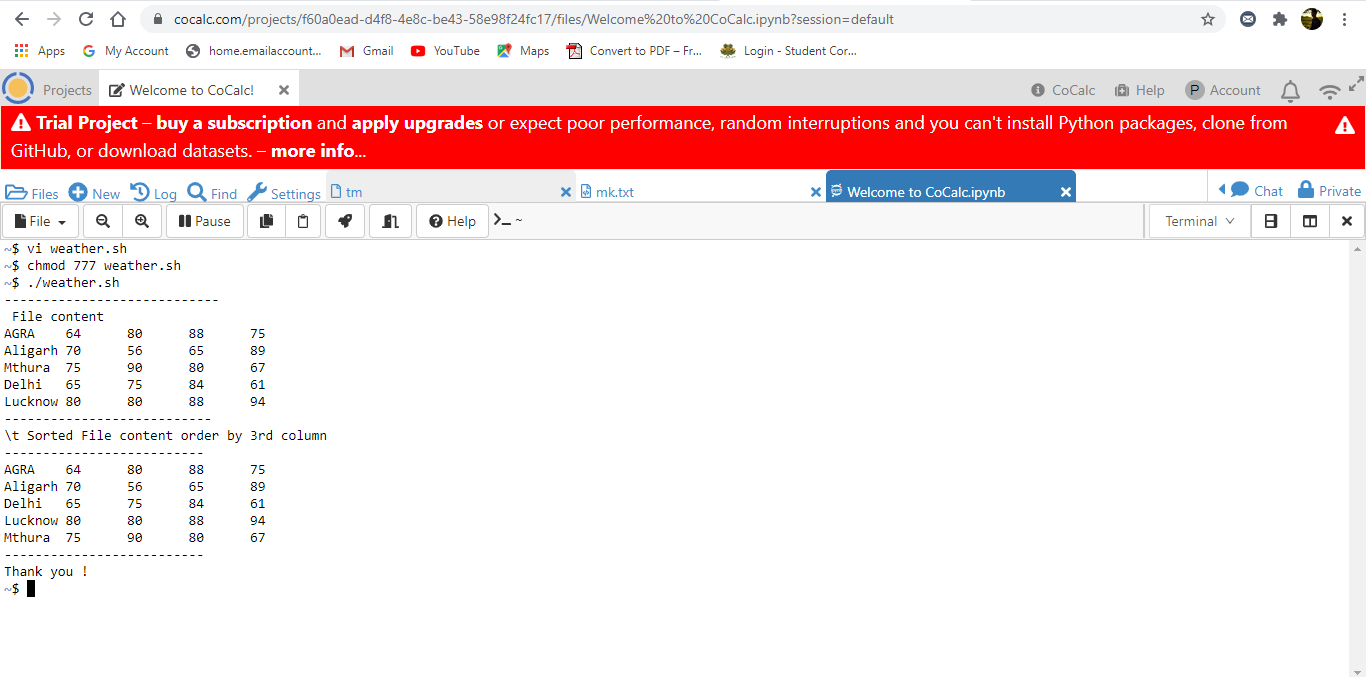 cocalc.com/projects/f60a0ead-d4f8-4e8c-be43-58e98f24fc17/files/Welcome%20to%20CoCalc.ipynb?session=default
Apps My Account home.emailaccount... Gmail YouTube Maps Convert to PDF – Fr... Login - Student Cor...
Projects Welcome to CoCalc! CoCalc Help P Account
Trial Project – buy a subscription and apply upgrades or expect poor performance, random interruptions and you can't install Python packages, clone from
GitHub, or download datasets. – more info...
Files New Log Find Settings tm mk.txt Welcome to CoCalc.ipynb Chat Private
File Pause Help ~ Terminal
~$ vi weather.sh
~$ chmod 777 weather.sh
~$ ./weather.sh
----------------------------
File content
AGRA 64 80 88 75
Aligarh 70 56 65 89
Mthura 75 90 80 67
Delhi 65 75 84 61
Lucknow 80 80 88 94
---------------------------
\t Sorted File content order by 3rd column
--------------------------
AGRA 64 80 88 75
Aligarh 70 56 65 89
Delhi 65 75 84 61
Lucknow 80 80 88 94
Mthura 75 90 80 67
--------------------------
Thank you !
~$